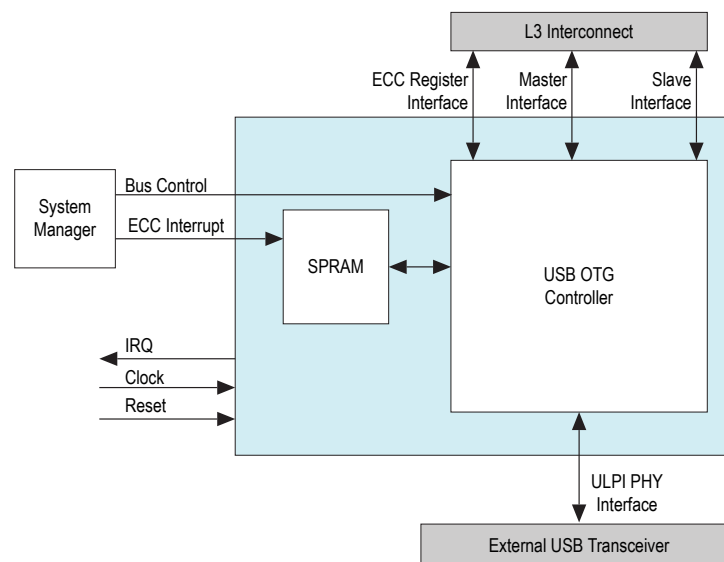 L3 Interconnect
ECC Register
Interface
Master
Interface
Slave
Interface
System
Manager
Bus Control
ECC Interrupt
SPRAM
USB OTG
Controller
IRQ
Clock
Reset
ULPI PHY
Interface
External USB Transceiver